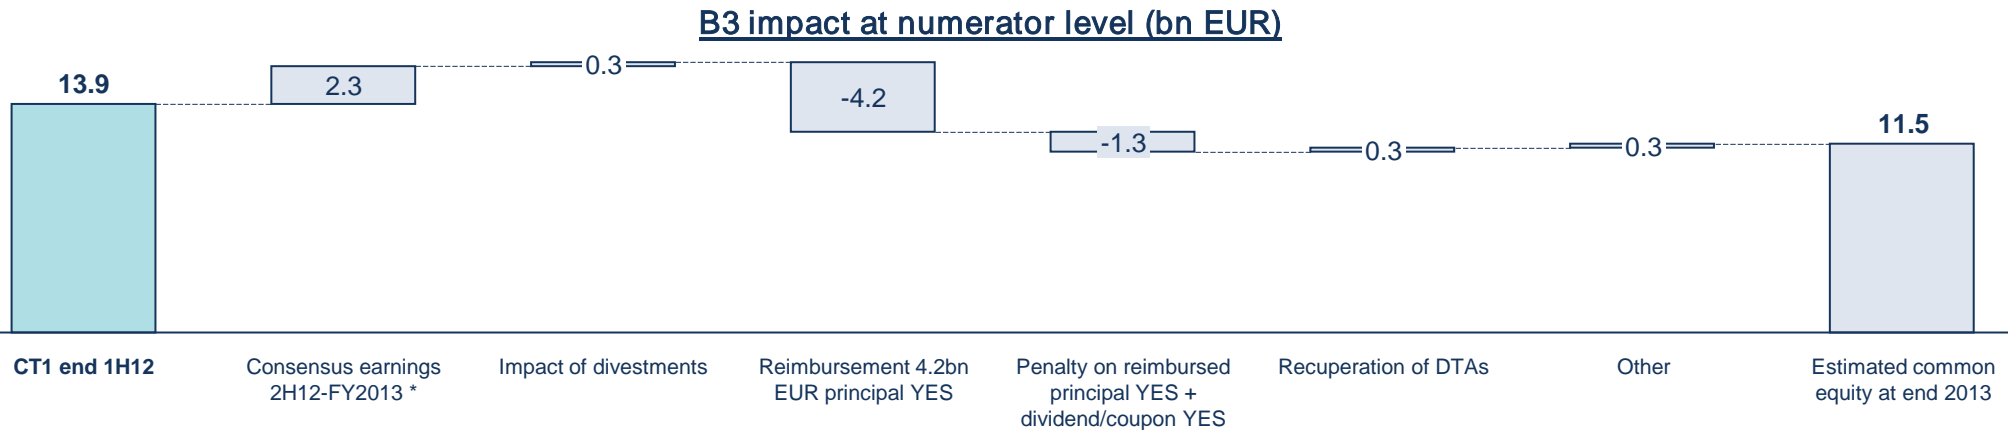 B3 impact at numerator level (bn EUR)
13.9
2.3
0.3
-4.2
-1.3
0.3
0.3
11.5
CT1 end 1H12
Consensus earnings
2H12-FY2013 *
Impact of divestments
Reimbursement 4.2bn
EUR principal YES
Penalty on reimbursed
principal YES +
dividend/coupon YES
Recuperation of DTAs
Other
Estimated common
equity at end 2013